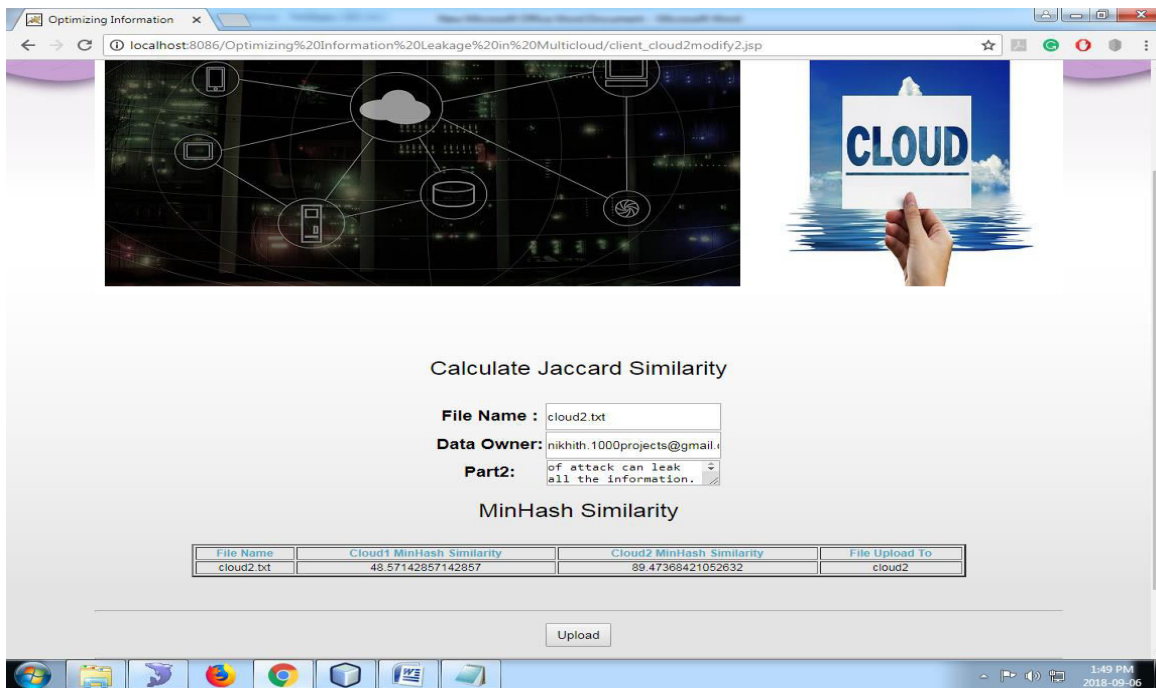 Optimizing Information
localhost:8086/Optimizing%20Information%20Leakage%20in%20Multicloud/client_cloud2modify2.jsp
CLOUD
Calculate Jaccard Similarity
File Name : cloud2.txt
Data Owner: nikhith.1000projects@gmail.
Part2: of attack can leak
all the information.
MinHash Similarity
File Name Cloud1 MinHash Similarity Cloud2 MinHash Similarity File Upload To
cloud2.txt 48.57142857142857 89.47368421052632 cloud2
Upload
1:49 PM
2018-09-06